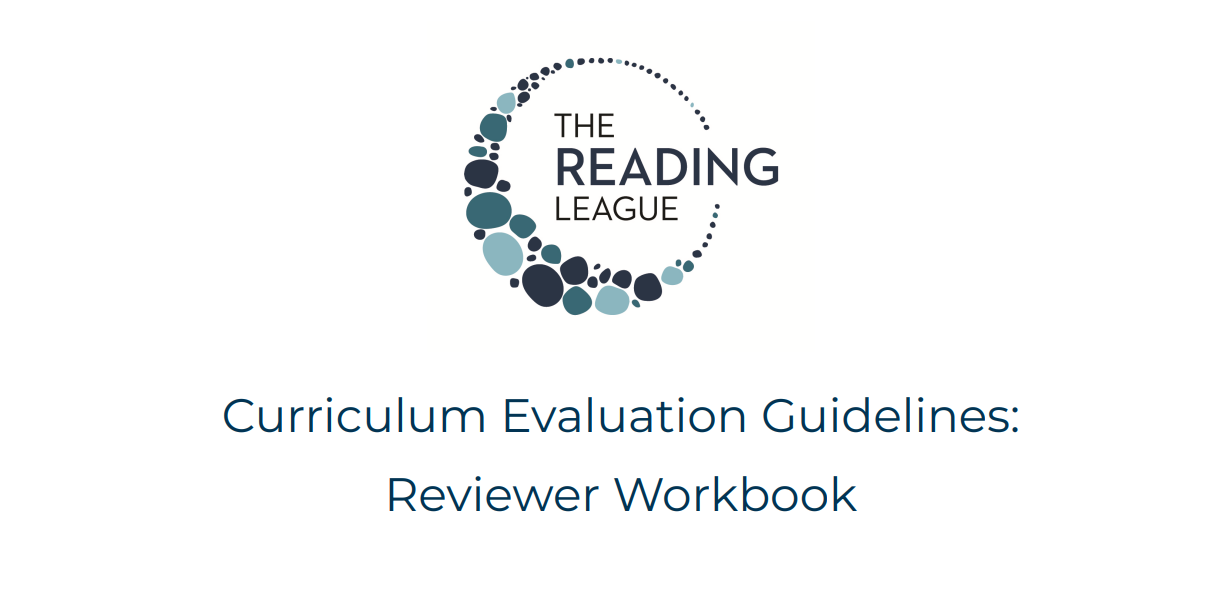 THE
READING
LEAGUE
Curriculum Evaluation Guidelines:
Reviewer Workbook